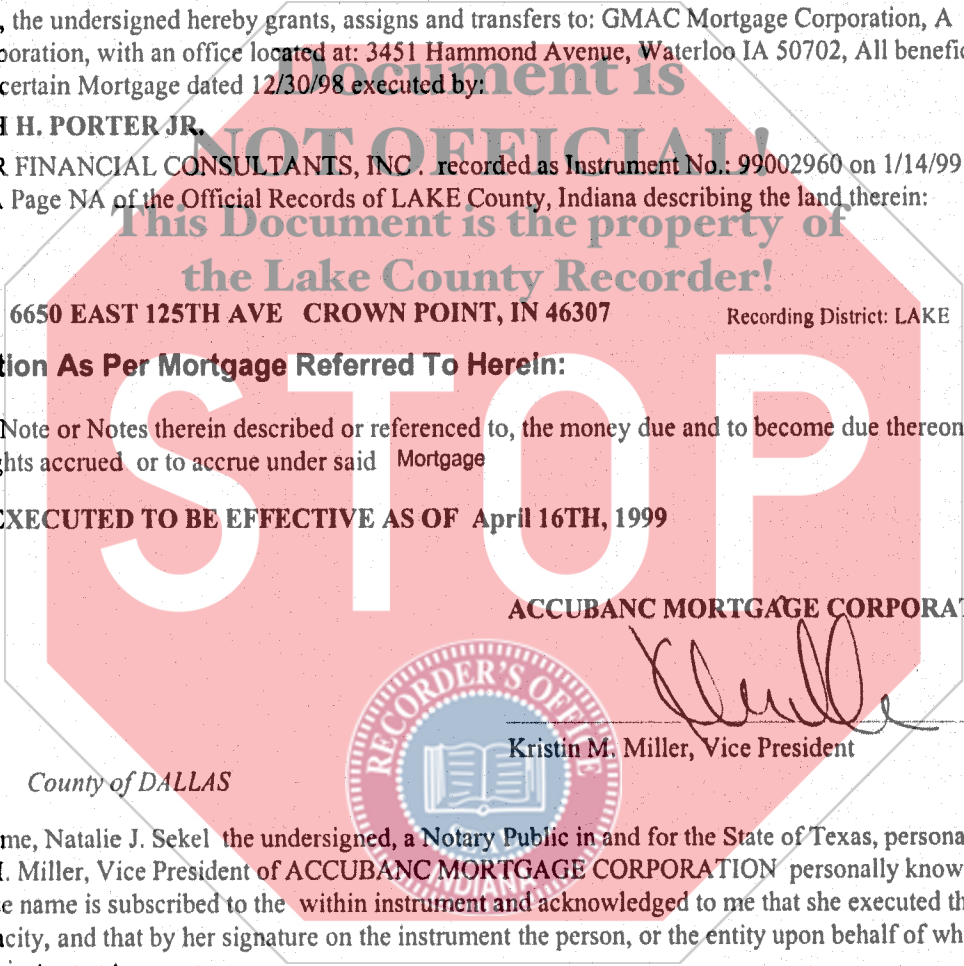 , the undersigned hereby grants, assigns and transfers to: GMAC Mortgage Corporation, A
poration, with an office located at: 3451 Hammond Avenue, Waterloo IA 50702, All benefic
certain Mortgage dated 12/30/98 executed by:
Document is
H. PORTER JR.
NOT OFFICIAL!
R FINANCIAL CONSULTANTS, INC . recorded as Instrument No.: 99002960 on 1/14/99
Page NA of the Official Records of LAKE County, Indiana describing the land therein:
This Document is the property of
the Lake County Recorder!
6650 EAST 125TH AVE CROWN POINT, IN 46307 Recording District: LAKE
tion As Per Mortgage Referred To Herein:
STOP
Note or Notes therein described or referenced to, the money due and to become due thereon
hts accrued or to accrue under said Mortgage
EXECUTED TO BE EFFECTIVE AS OF April 16TH, 1999
ACCUBANC MORTGAGE CORPORAT
RECORDER'S OFFICE
Kristin M. Miller, Vice President
County of DALLAS
me, Natalie J. Sekel the undersigned, a Notary Public in and for the State of Texas, persona
M. Miller, Vice President of ACCUBANC MORTGAGE CORPORATION personally know
INDIANA
e name is subscribed to the within instrument and acknowledged to me that she executed th
acity, and that by her signature on the instrument the person, or the entity upon behalf of wh